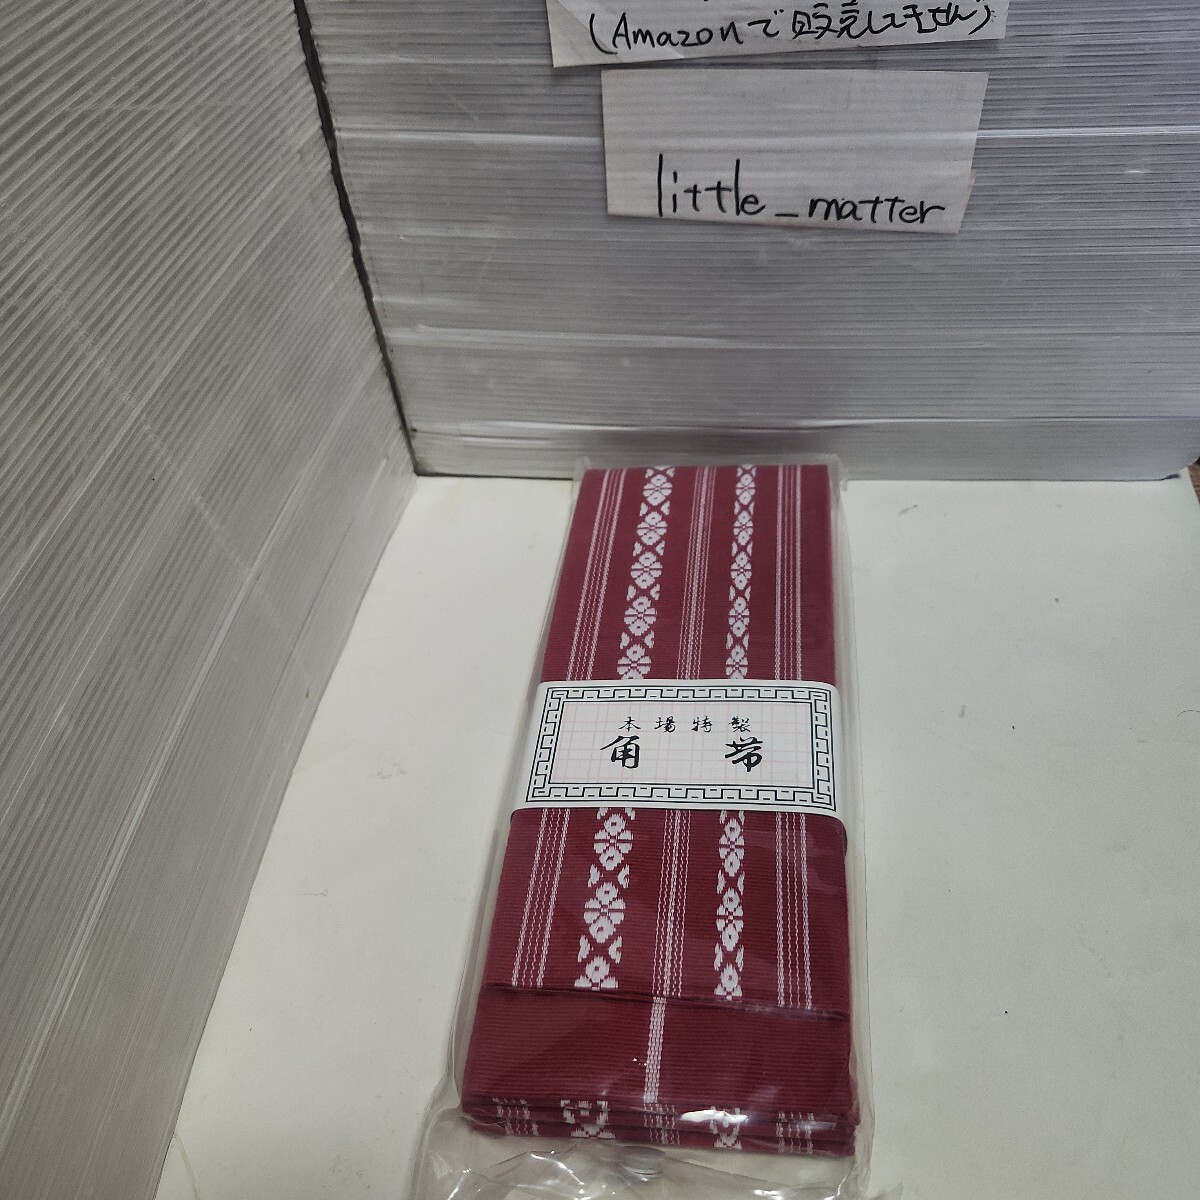 (Amazonで販売してません)
little_matter
本場特製
角帯